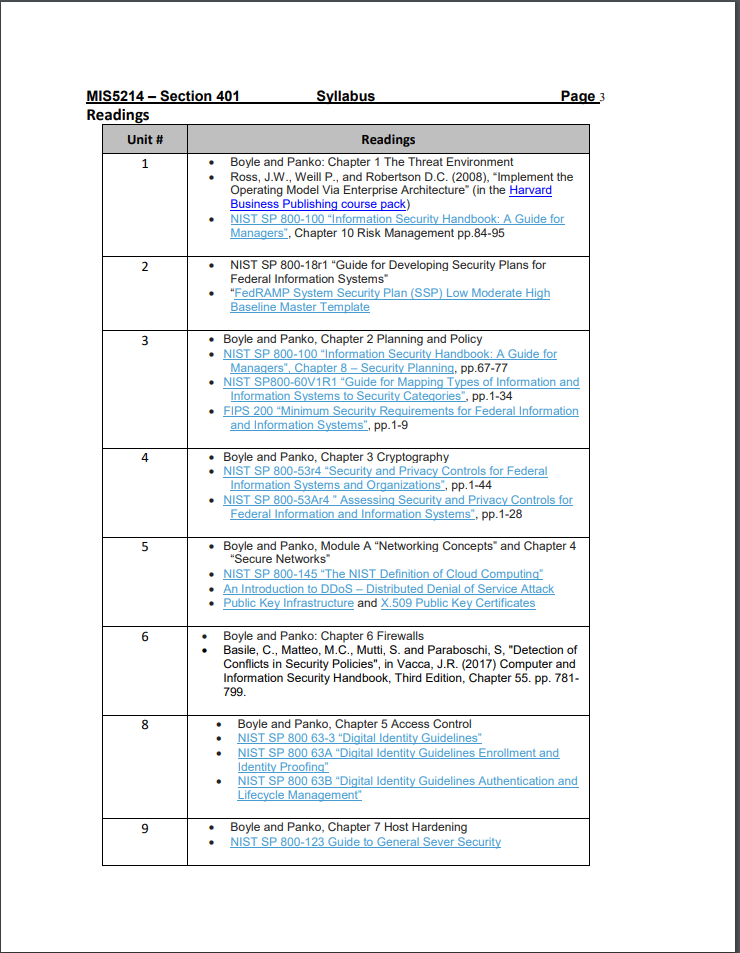 MIS5214 – Section 401 Syllabus Page 3
Readings
Unit # Readings
1
• Boyle and Panko: Chapter 1 The Threat Environment
• Ross, J.W., Weill P., and Robertson D.C. (2008), “Implement the
Operating Model Via Enterprise Architecture” (in the Harvard
Business Publishing course pack)
• NIST SP 800-100 “Information Security Handbook: A Guide for
Managers”, Chapter 10 Risk Management pp.84-95
2
• NIST SP 800-18r1 “Guide for Developing Security Plans for
Federal Information Systems”
• “FedRAMP System Security Plan (SSP) Low Moderate High
Baseline Master Template
3
• Boyle and Panko, Chapter 2 Planning and Policy
• NIST SP 800-100 “Information Security Handbook: A Guide for
Managers”, Chapter 8 – Security Planning, pp.67-77
• NIST SP800-60V1R1 “Guide for Mapping Types of Information and
Information Systems to Security Categories”, pp.1-34
• FIPS 200 “Minimum Security Requirements for Federal Information
and Information Systems”, pp.1-9
4
• Boyle and Panko, Chapter 3 Cryptography
• NIST SP 800-53r4 “Security and Privacy Controls for Federal
Information Systems and Organizations”, pp.1-44
• NIST SP 800-53Ar4 ” Assessing Security and Privacy Controls for
Federal Information and Information Systems”, pp.1-28
5
• Boyle and Panko, Module A “Networking Concepts” and Chapter 4
“Secure Networks”
• NIST SP 800-145 “The NIST Definition of Cloud Computing”
• An Introduction to DDoS – Distributed Denial of Service Attack
• Public Key Infrastructure and X.509 Public Key Certificates
6
• Boyle and Panko: Chapter 6 Firewalls
• Basile, C., Matteo, M.C., Mutti, S. and Paraboschi, S, "Detection of
Conflicts in Security Policies", in Vacca, J.R. (2017) Computer and
Information Security Handbook, Third Edition, Chapter 55. pp. 781-
799.
8
• Boyle and Panko, Chapter 5 Access Control
• NIST SP 800 63-3 “Digital Identity Guidelines”
• NIST SP 800 63A “Digital Identity Guidelines Enrollment and
Identity Proofing”
• NIST SP 800 63B “Digital Identity Guidelines Authentication and
Lifecycle Management”
9
• Boyle and Panko, Chapter 7 Host Hardening
• NIST SP 800-123 Guide to General Sever Security